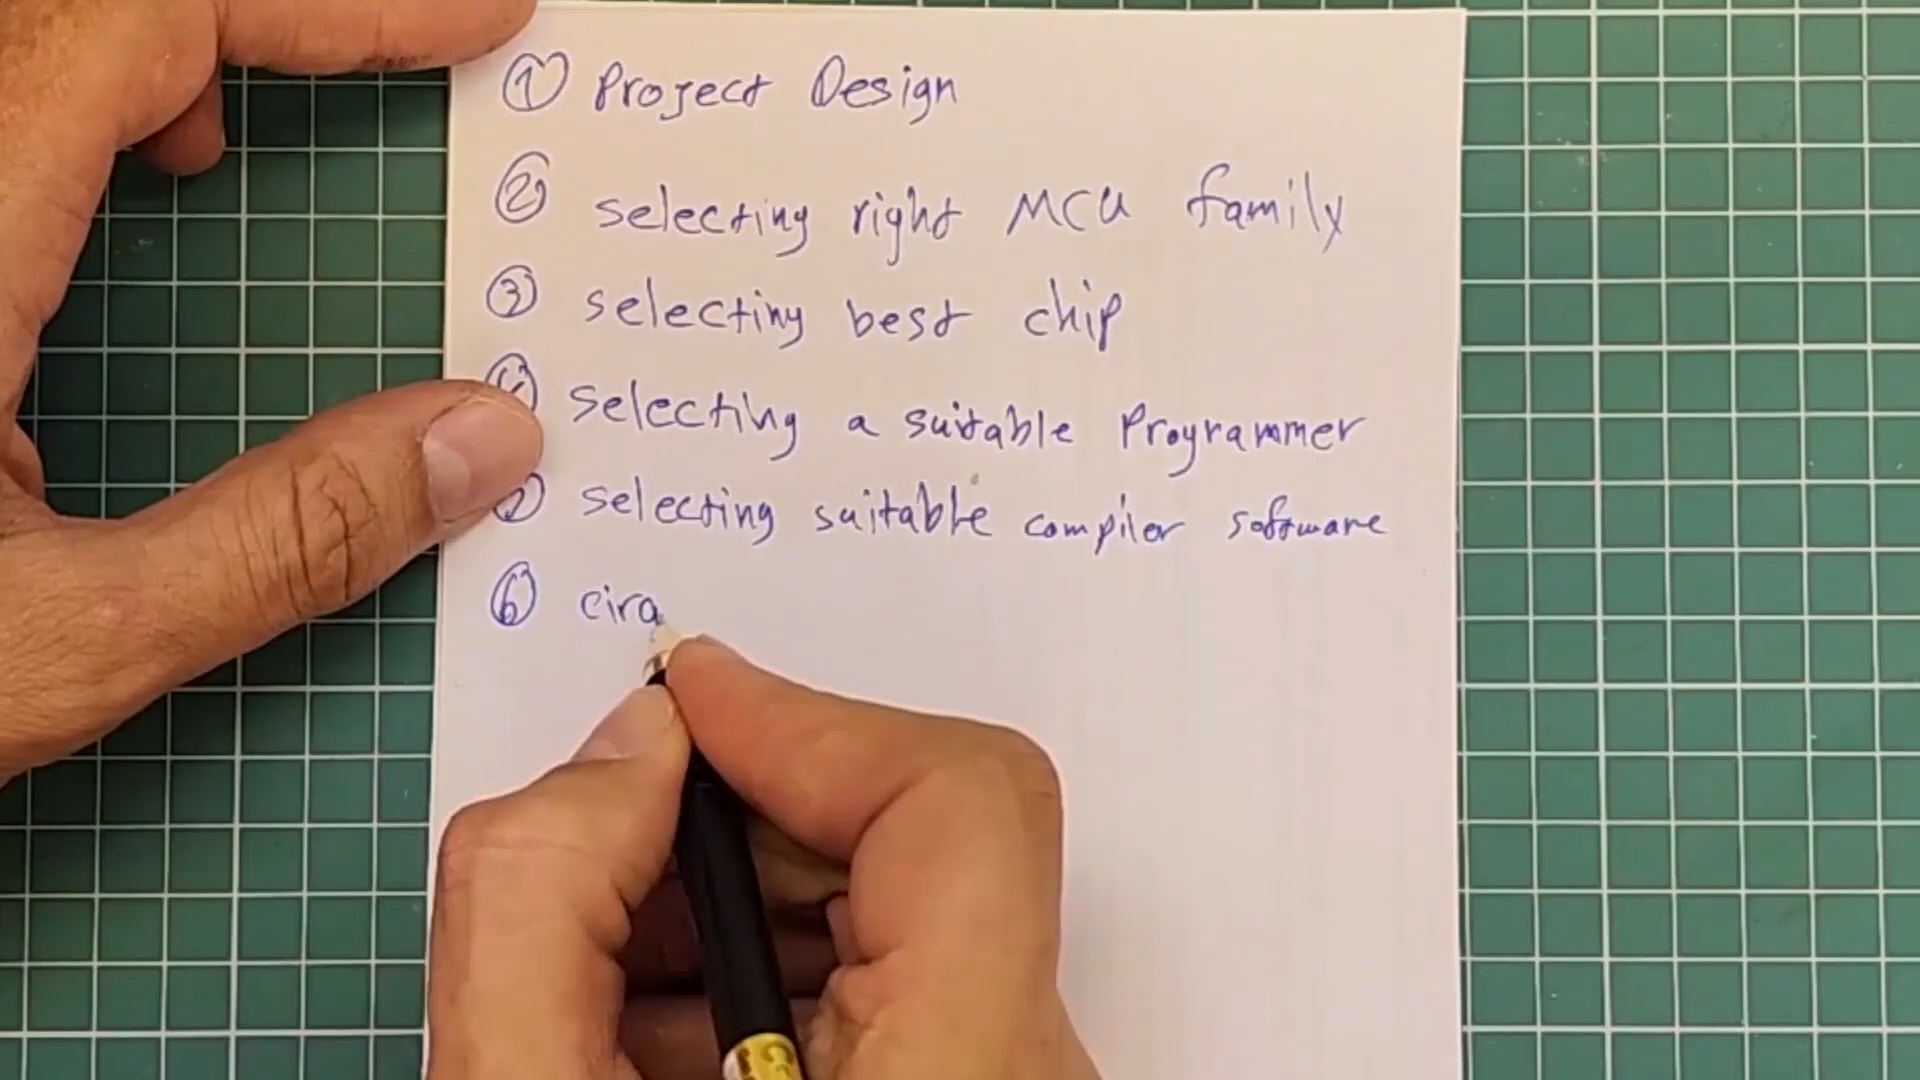 1 Project Design
2 selecting right MCU family
3 selecting best chip
selecting a suitable Programmer
selecting suitable compiler software
6